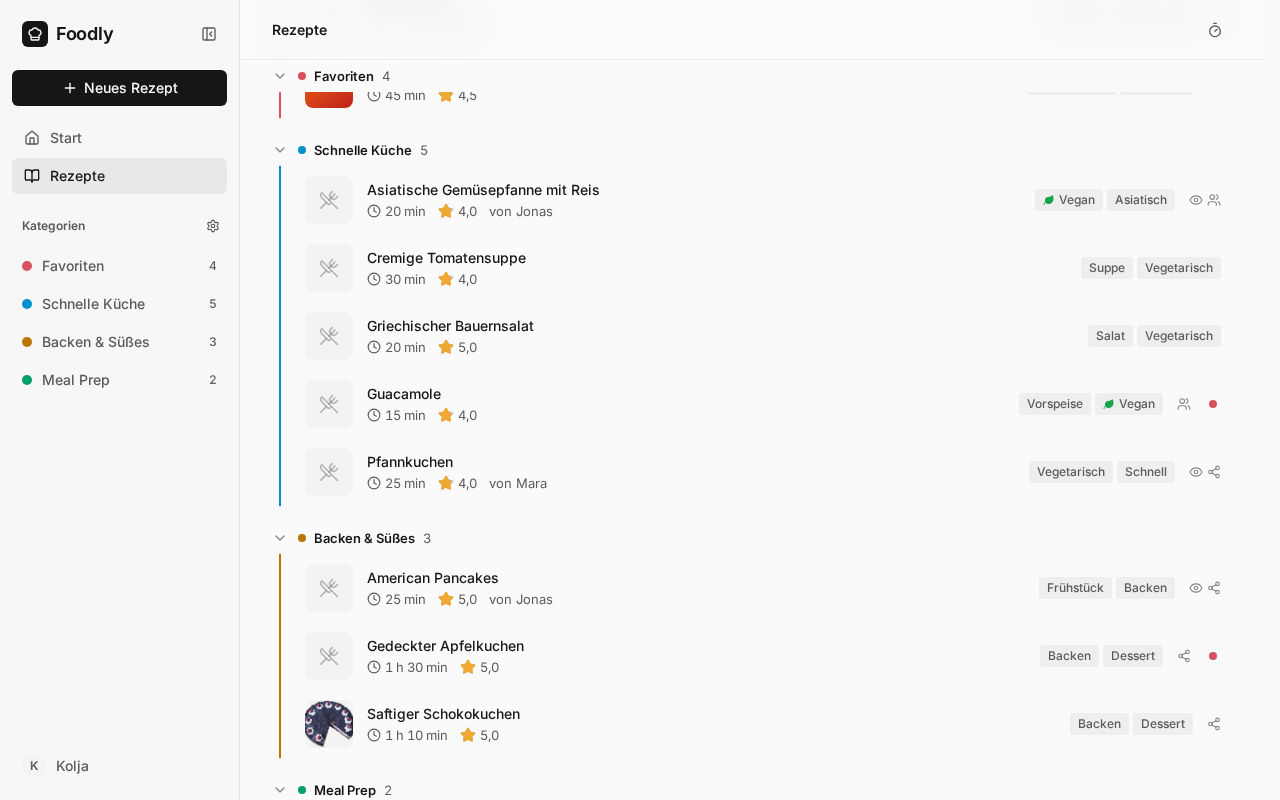 Foodly
Neues Rezept
Start
Rezepte
Kategorien
Favoriten 4
Schnelle Küche 5
Backen & Süßes 3
Meal Prep 2
K Kolja
Rezepte
Favoriten 4
45 min 4,5
Schnelle Küche 5
Asiatische Gemüsepfanne mit Reis
20 min 4,0 von Jonas
Vegan Asiatisch
Cremige Tomatensuppe
30 min 4,0
Suppe Vegetarisch
Griechischer Bauernsalat
20 min 5,0
Salat Vegetarisch
Guacamole
15 min 4,0
Vorspeise Vegan
Pfannkuchen
25 min 4,0 von Mara
Vegetarisch Schnell
Backen & Süßes 3
American Pancakes
25 min 5,0 von Jonas
Frühstück Backen
Gedeckter Apfelkuchen
1 h 30 min 5,0
Backen Dessert
Saftiger Schokokuchen
1 h 10 min 5,0
Backen Dessert
Meal Prep 2